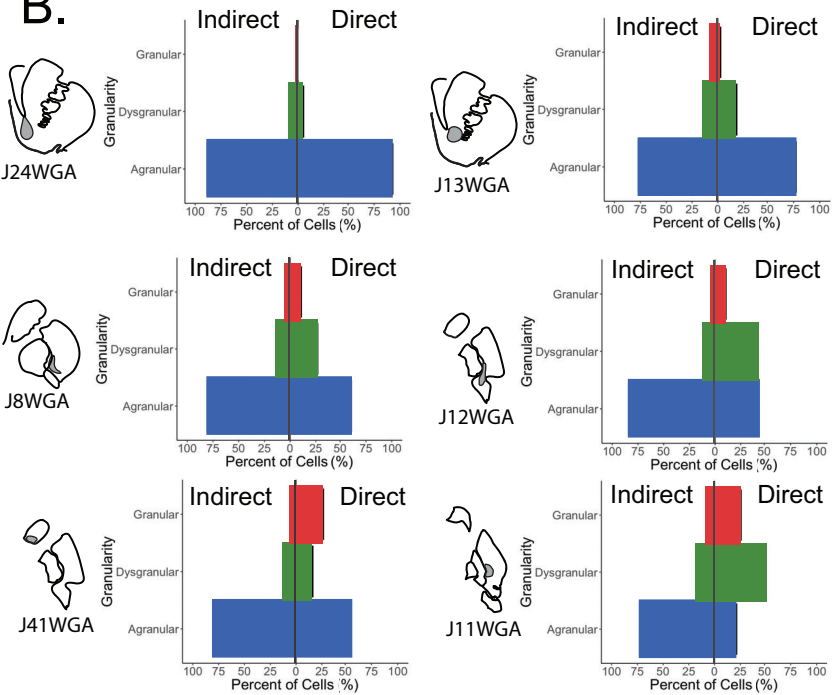 B.
Indirect Direct
Granularity
Granular
Dysgranular
Agranular
100 75 50 25 0 25 50 75 100
Percent of Cells (%)
J24WGA
Indirect Direct
Granularity
Granular
Dysgranular
Agranular
100 75 50 25 0 25 50 75 100
Percent of Cells (%)
J13WGA
Indirect Direct
Granularity
Granular
Dysgranular
Agranular
100 75 50 25 0 25 50 75 100
Percent of Cells (%)
J8WGA
Indirect Direct
Granularity
Granular
Dysgranular
Agranular
100 75 50 25 0 25 50 75 100
Percent of Cells (%)
J12WGA
Indirect Direct
Granularity
Granular
Dysgranular
Agranular
100 75 50 25 0 25 50 75 100
Percent of Cells (%)
J41WGA
Indirect Direct
Granularity
Granular
Dysgranular
Agranular
100 75 50 25 0 25 50 75 100
Percent of Cells (%)
J11WGA